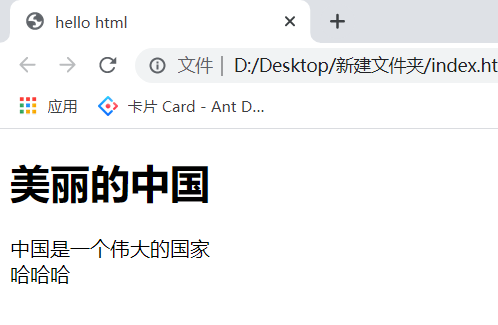 hello html
文件 | D:/Desktop/新建文件夹/index.ht
应用 卡片 Card - Ant D...
美丽的中国
中国是一个伟大的国家
哈哈哈